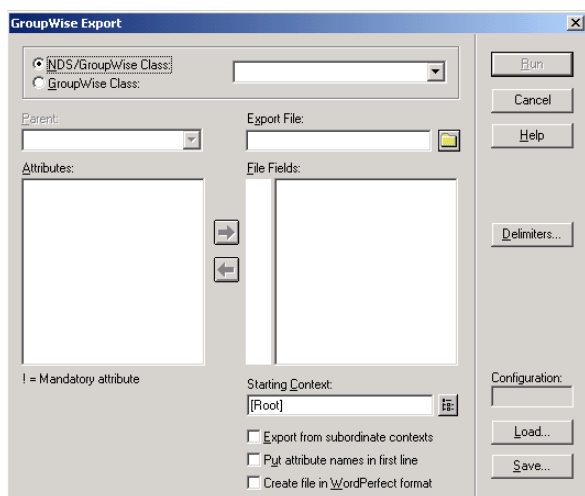 GroupWise Export
NDS/GroupWise Class:
GroupWise Class:
Run
Cancel
Help
Parent:
Export File:
Attributes:
File Fields:
Delimiters...
! = Mandatory attribute
Starting Context:
[Root]
Configuration:
Export from subordinate contexts
Put attribute names in first line
Create file in WordPerfect format
Load...
Save...